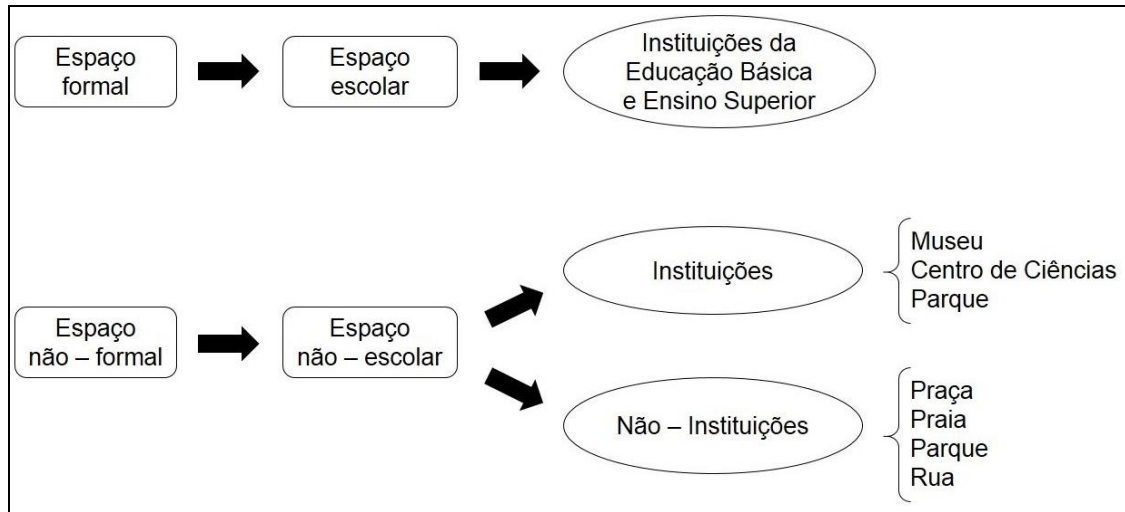 Espaço
formal
Espaço
escolar
Instituições da
Educação Básica
e Ensino Superior
Espaço
não – formal
Espaço
não – escolar
Instituições
Museu
Centro de Ciências
Parque
Não – Instituições
Praça
Praia
Parque
Rua